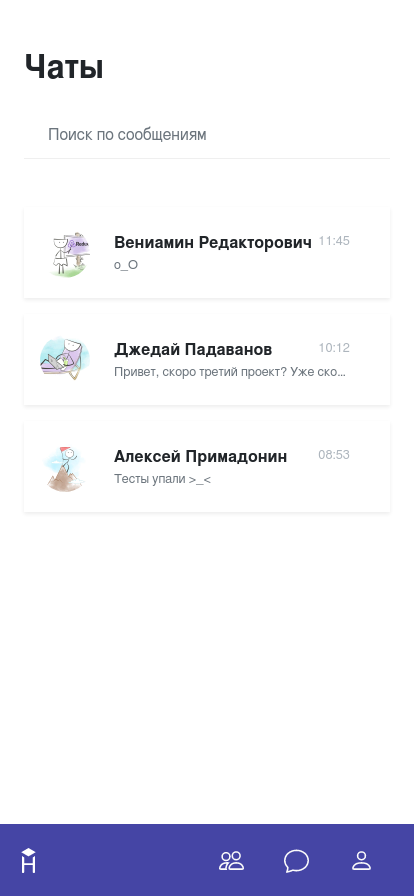 Чаты
Поиск по сообщениям
Вениамин Редакторович 11:45
о_О
Джедай Падаванов 10:12
Привет, скоро третий проект? Уже ско...
Алексей Примадонин 08:53
Тесты упали >_<